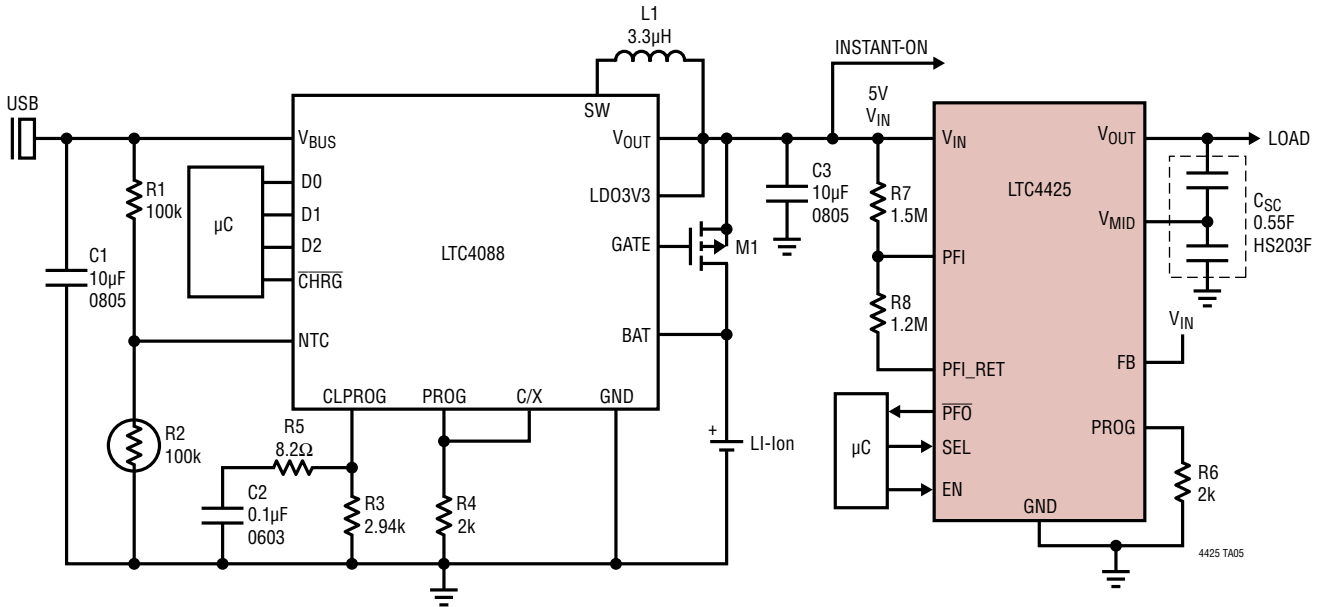 L1
3.3µH
INSTANT-ON
USB
SW
5V
VIN
VBUS
VOUT
VIN
VOUT
LOAD
R1
100k
D0
µC
D1
D2
CHRG
LTC4088
LDO3V3
GATE
M1
C3
10µF
0805
R7
1.5M
LTC4425
VMID
CSC
0.55F
HS203F
C1
10µF
0805
PFI
R8
1.2M
NTC
BAT
VIN
FB
PFI_RET
CLPROG
PROG
C/X
GND
PFO
PROG
µC
SEL
EN
R2
100k
R5
8.2Ω
+
LI-Ion
R6
2k
C2
0.1µF
0603
R3
2.94k
R4
2k
GND
4425 TA05